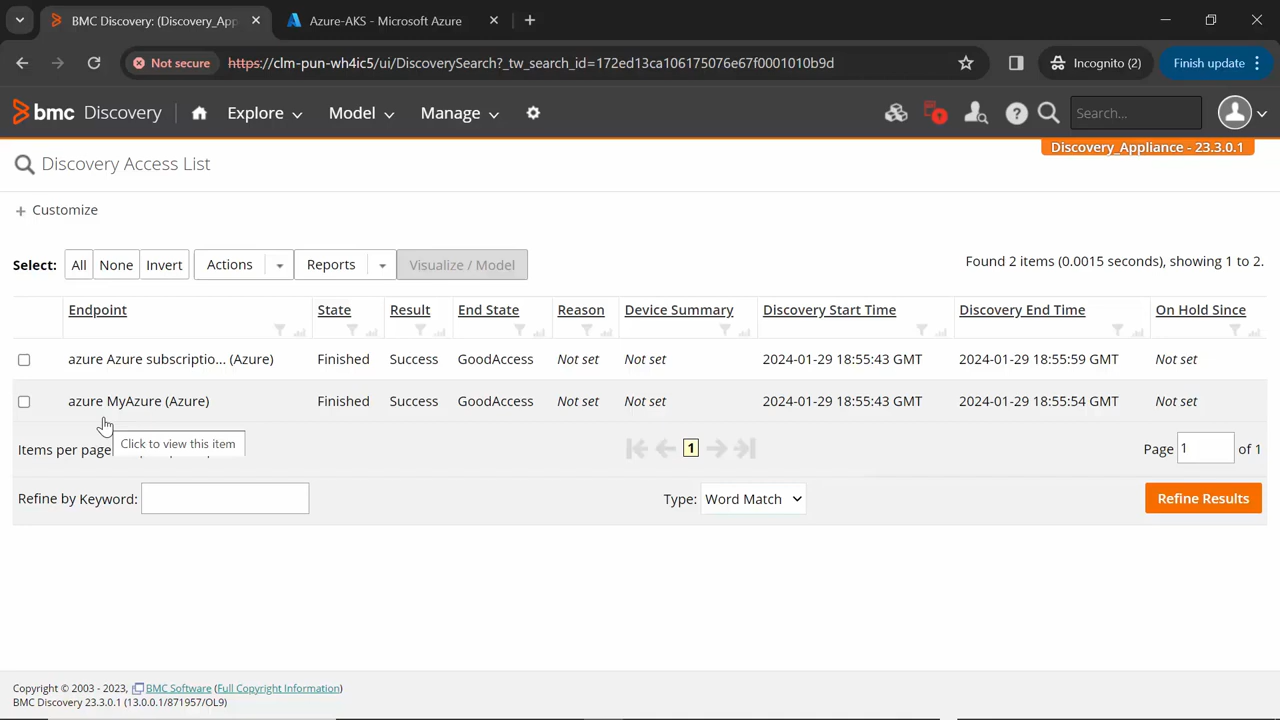 BMC Discovery: (Discovery_App
Azure-AKS - Microsoft Azure
Not secure
https://clm-pun-wh4ic5/ui/DiscoverySearch?_tw_search_id=172ed13ca106175076e67f0001010b9d
Incognito (2)
Finish update
bmc Discovery
Explore
Model
Manage
Search...
Discovery_Appliance - 23.3.0.1
Discovery Access List
+ Customize
Select: All None Invert Actions Reports Visualize / Model
Found 2 items (0.0015 seconds), showing 1 to 2.
Endpoint State Result End State Reason Device Summary Discovery Start Time Discovery End Time On Hold Since
azure Azure subscriptio... (Azure) Finished Success GoodAccess Not set Not set 2024-01-29 18:55:43 GMT 2024-01-29 18:55:59 GMT Not set
azure MyAzure (Azure) Finished Success GoodAccess Not set Not set 2024-01-29 18:55:43 GMT 2024-01-29 18:55:54 GMT Not set
Click to view this item
Items per page
1
Page 1 of 1
Refine by Keyword:
Type: Word Match
Refine Results
Copyright © 2003 - 2023, BMC Software (Full Copyright Information)
BMC Discovery 23.3.0.1 (13.0.0.1/871957/OL9)